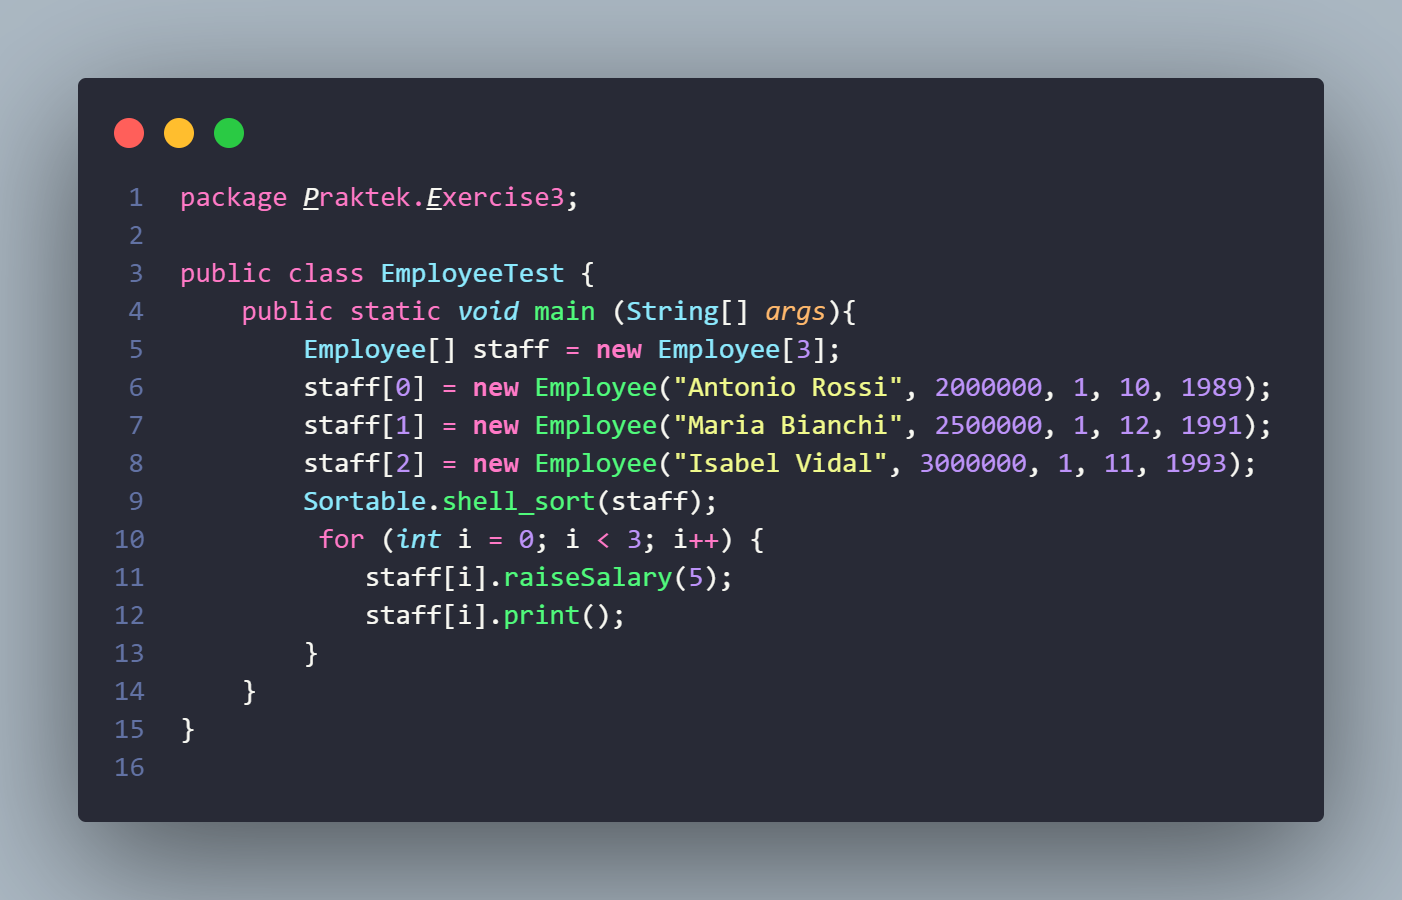 1 package Praktek.Exercise3;
2
3 public class EmployeeTest {
4     public static void main (String[] args){
5         Employee[] staff = new Employee[3];
6         staff[0] = new Employee("Antonio Rossi", 2000000, 1, 10, 1989);
7         staff[1] = new Employee("Maria Bianchi", 2500000, 1, 12, 1991);
8         staff[2] = new Employee("Isabel Vidal", 3000000, 1, 11, 1993);
9         Sortable.shell_sort(staff);
10          for (int i = 0; i < 3; i++) {
11             staff[i].raiseSalary(5);
12             staff[i].print();
13         }
14     }
15 }
16